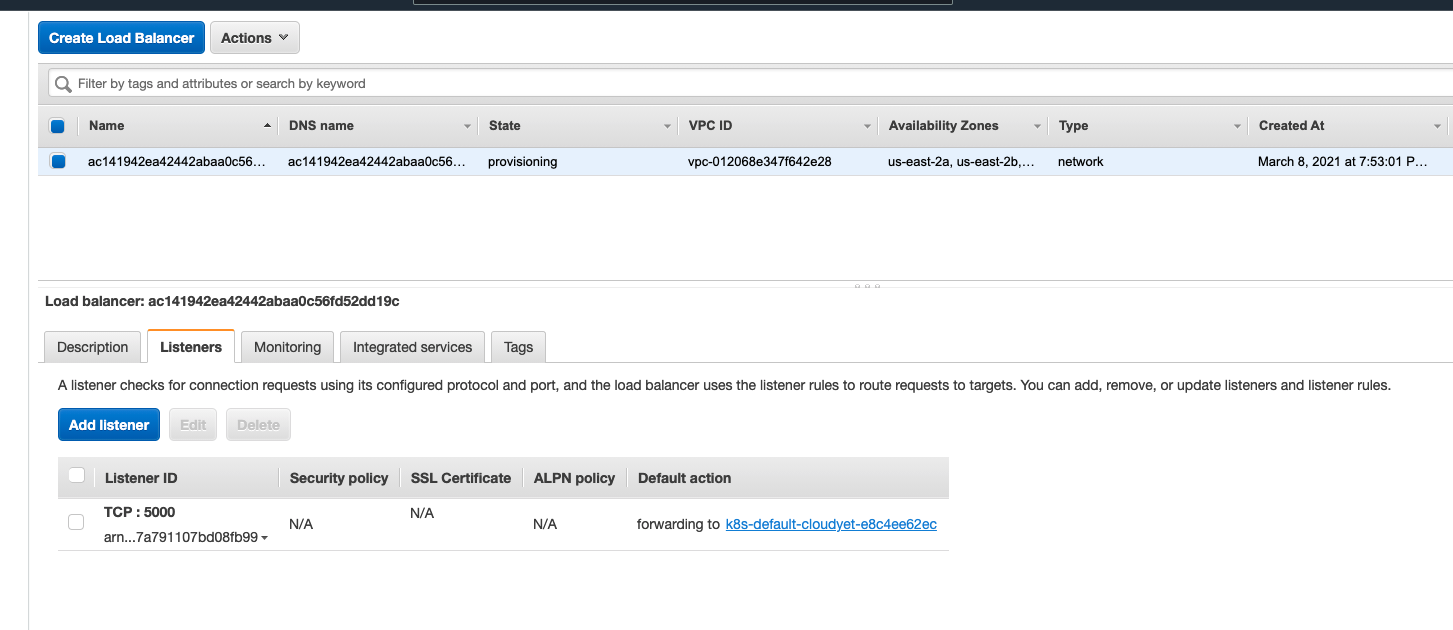 Create Load Balancer Actions
Filter by tags and attributes or search by keyword
Name DNS name State VPC ID Availability Zones Type Created At
ac141942ea42442abaa0c56... ac141942ea42442abaa0c56... provisioning vpc-012068e347f642e28 us-east-2a, us-east-2b,... network March 8, 2021 at 7:53:01 P...
Load balancer: ac141942ea42442abaa0c56fd52dd19c
Description Listeners Monitoring Integrated services Tags
A listener checks for connection requests using its configured protocol and port, and the load balancer uses the listener rules to route requests to targets. You can add, remove, or update listeners and listener rules.
Add listener Edit Delete
Listener ID Security policy SSL Certificate ALPN policy Default action
TCP : 5000
arn...7a791107bd08fb99 N/A N/A N/A forwarding to k8s-default-cloudyet-e8c4ee62ec